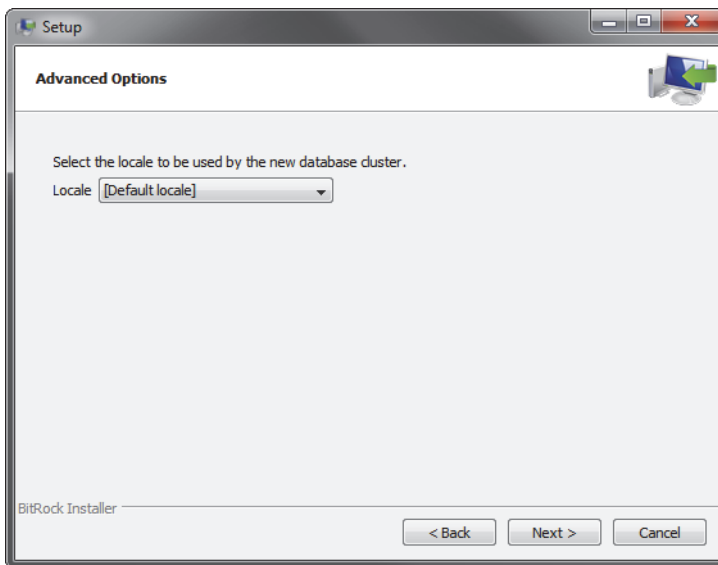 Setup
Advanced Options
Select the locale to be used by the new database cluster.
Locale [Default locale]
BitRock Installer
< Back Next > Cancel